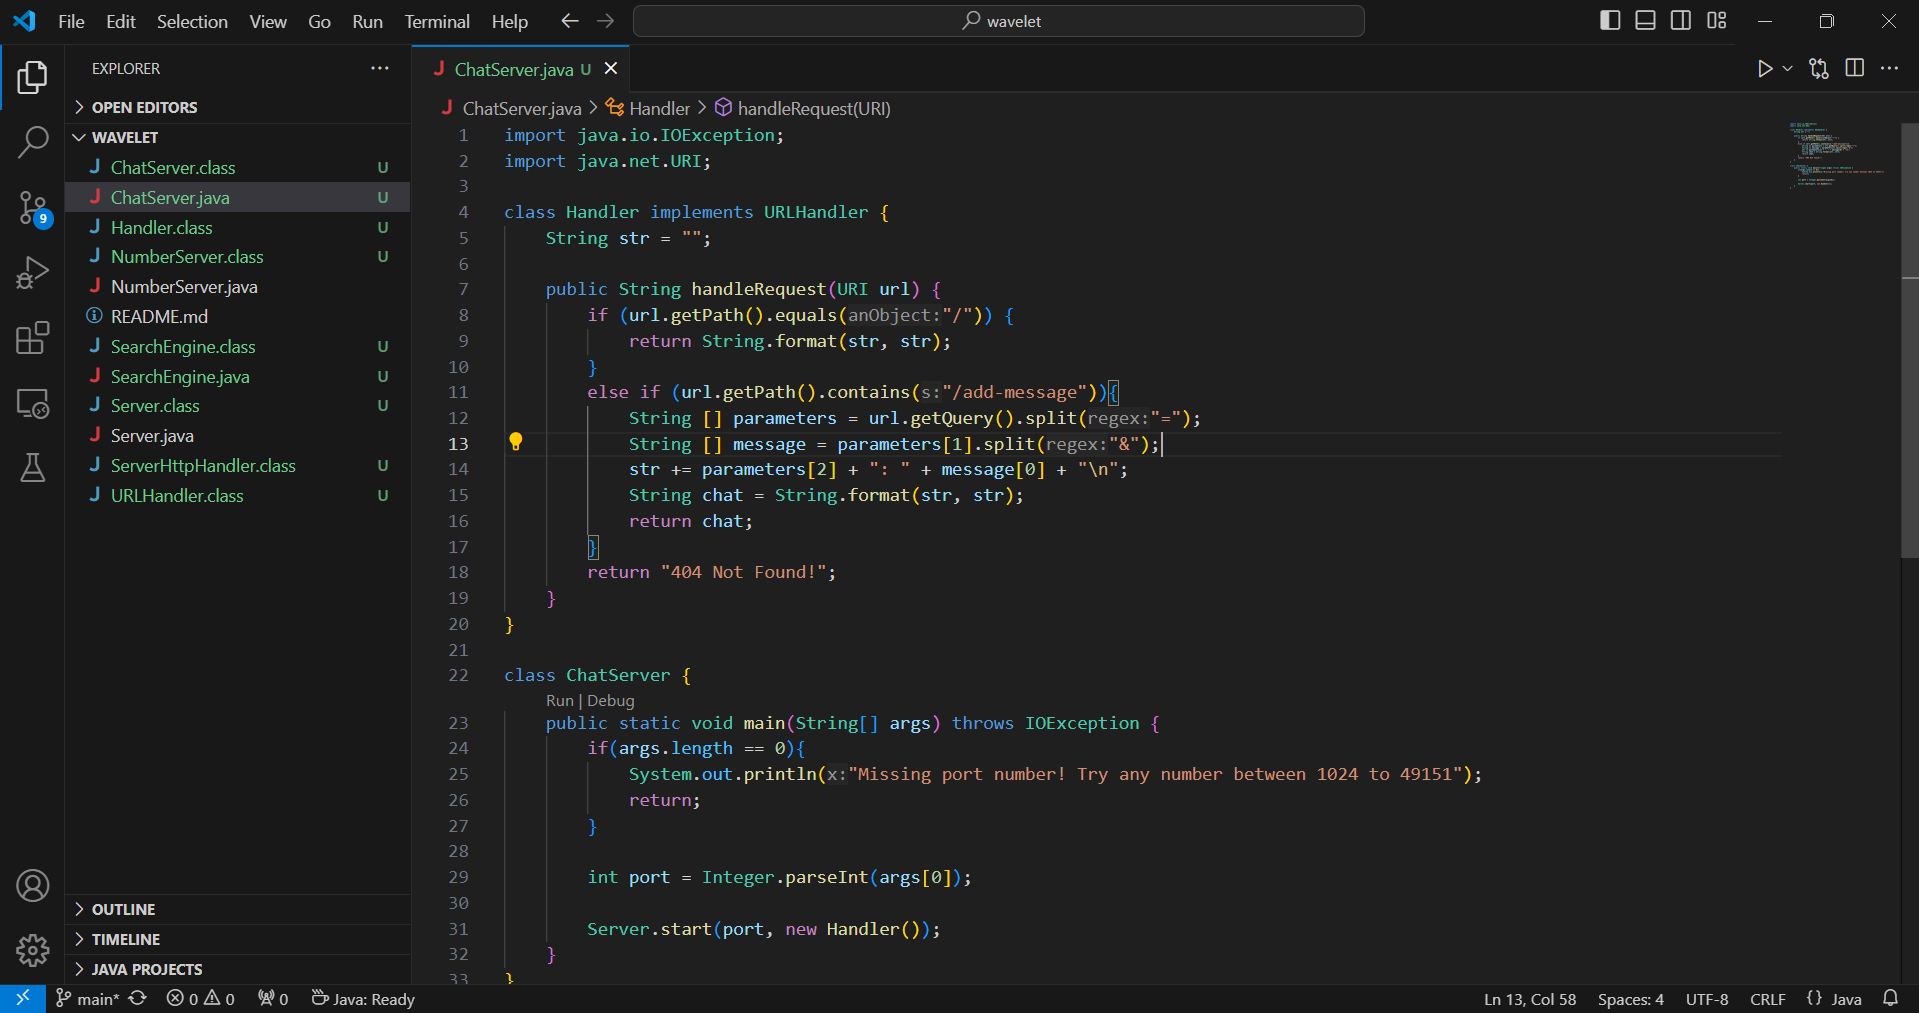 File Edit Selection View Go Run Terminal Help wavelet
EXPLORER
OPEN EDITORS
WAVELET
ChatServer.class U
ChatServer.java U
Handler.class U
NumberServer.class U
NumberServer.java
README.md
SearchEngine.class U
SearchEngine.java U
Server.class U
Server.java
ServerHttpHandler.class U
URLHandler.class U
OUTLINE
TIMELINE
JAVA PROJECTS
9
ChatServer.java U
ChatServer.java > Handler > handleRequest(URI)
1 import java.io.IOException;
2 import java.net.URI;
3
4 class Handler implements URLHandler {
5     String str = "";
6
7     public String handleRequest(URI url) {
8         if (url.getPath().equals(anObject:"/")) {
9             return String.format(str, str);
10         }
11         else if (url.getPath().contains(s:"/add-message")){
12             String [] parameters = url.getQuery().split(regex:"=");
13             String [] message = parameters[1].split(regex:"&");
14             str += parameters[2] + ": " + message[0] + "\n";
15             String chat = String.format(str, str);
16             return chat;
17         }
18         return "404 Not Found!";
19     }
20 }
21
22 class ChatServer {
Run | Debug
23     public static void main(String[] args) throws IOException {
24         if(args.length == 0){
25             System.out.println(x:"Missing port number! Try any number between 1024 to 49151");
26             return;
27         }
28
29         int port = Integer.parseInt(args[0]);
30
31         Server.start(port, new Handler());
32     }
33 }
main* 0 0 0 Java: Ready Ln 13, Col 58 Spaces: 4 UTF-8 CRLF {} Java